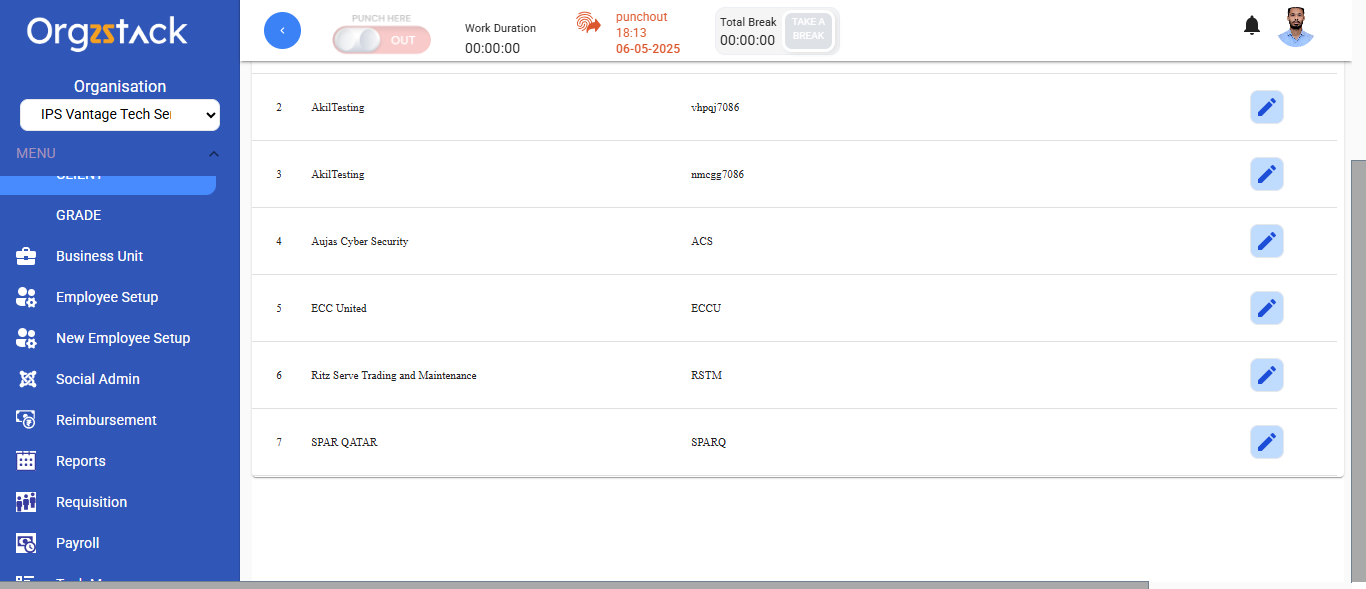 Orgzstack
Organisation
IPS Vantage Tech Ser
MENU
CLIENT
GRADE
Business Unit
Employee Setup
New Employee Setup
Social Admin
Reimbursement
Reports
Requisition
Payroll
PUNCH HERE
OUT
Work Duration
00:00:00
punchout
18:13
06-05-2025
Total Break
00:00:00
TAKE A
BREAK
2 AkilTesting vhpqj7086
3 AkilTesting nmcgg7086
4 Aujas Cyber Security ACS
5 ECC United ECCU
6 Ritz Serve Trading and Maintenance RSTM
7 SPAR QATAR SPARQ